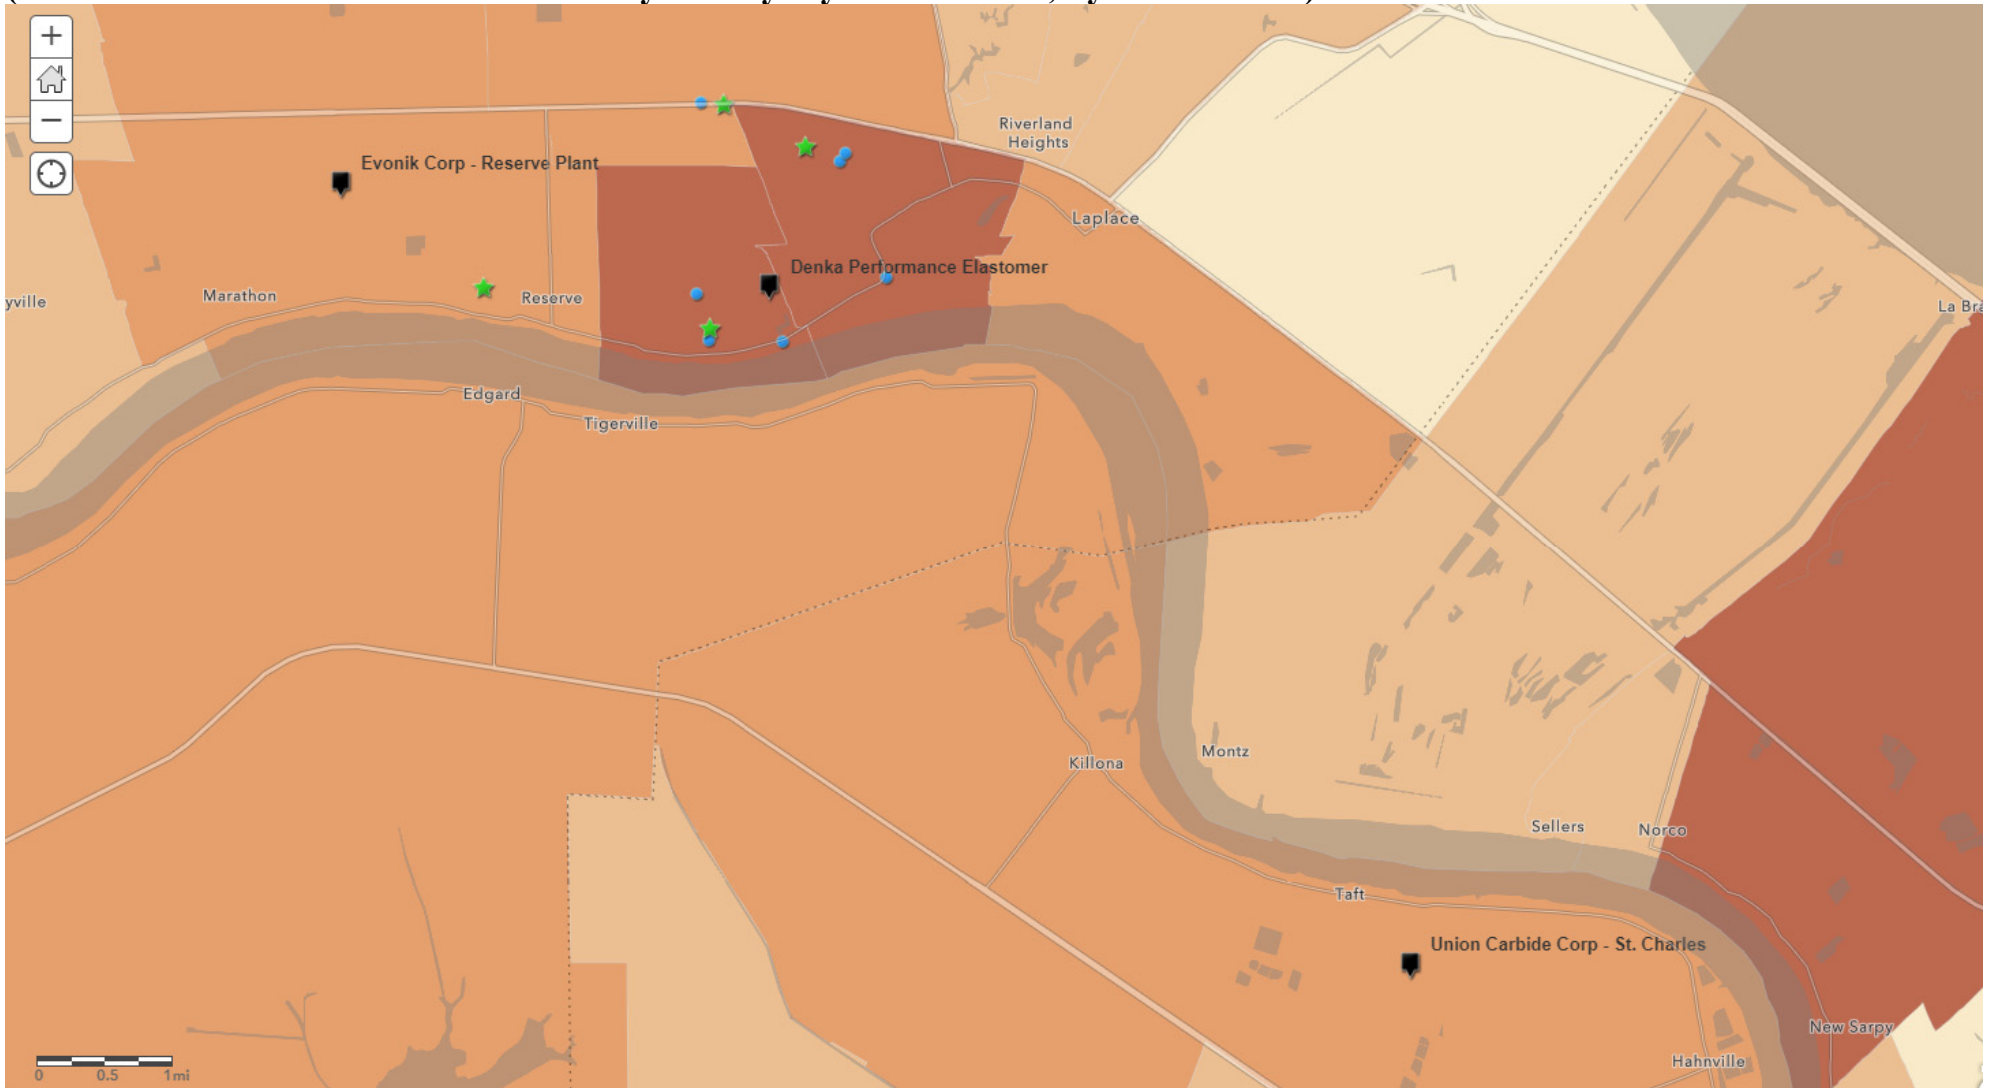 +
−
Riverland
Heights
Evonik Corp - Reserve Plant
Laplace
Denka Performance Elastomer
Marathon
Reserve
yville
La Bra
Edgard
Tigerville
Montz
Killona
Sellers
Norco
Taft
Union Carbide Corp - St. Charles
New Sarpy
Hahnville
0 0.5 1mi